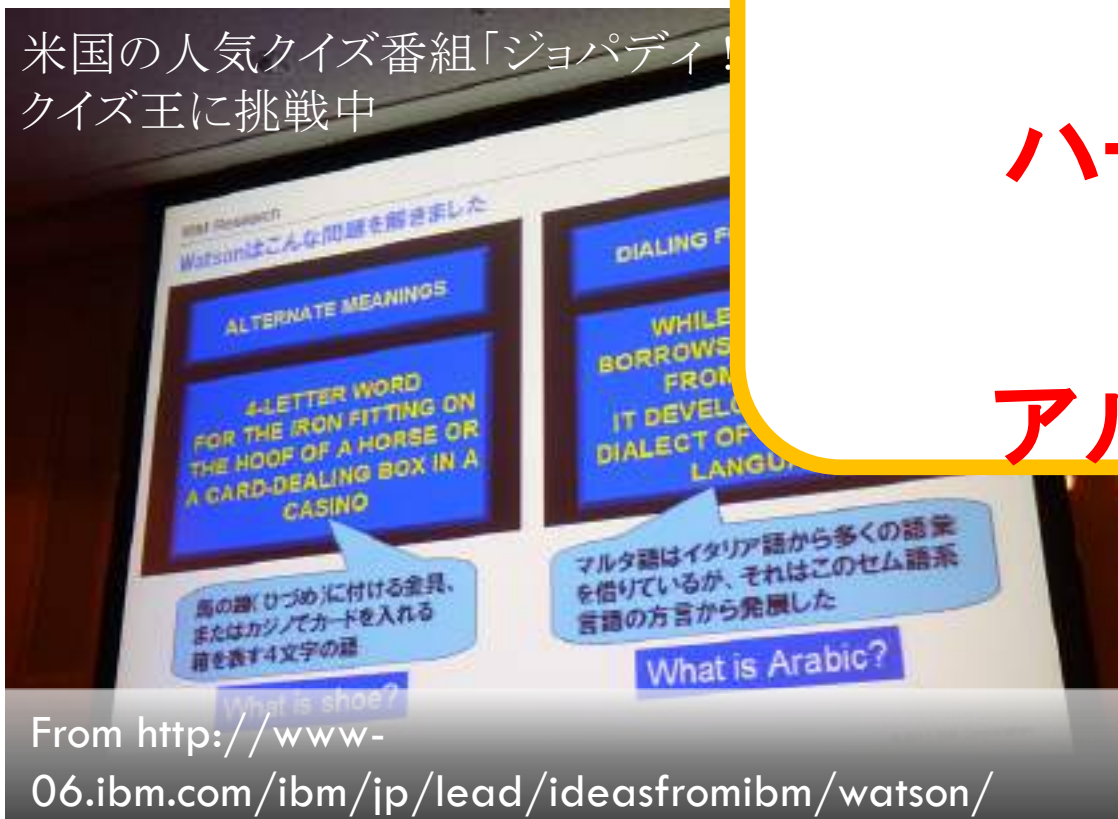 米国の人気クイズ番組「ジョパディ!
クイズ王に挑戦中
ハ
ア
IBM Research
Watsonはこんな問題を解きました
ALTERNATE MEANINGS
4-LETTER WORD
FOR THE IRON FITTING ON
THE HOOF OF A HORSE OR
A CARD-DEALING BOX IN A
CASINO
馬の蹄(ひづめ)に付ける金具、
またはカジノでカードを入れる
箱を表す4文字の語
What is shoe?
DIALING
WHILE
BORROWS
FROM
IT DEVELO
DIALECT OF
LANGU
マルタ語はイタリア語から多くの語彙
を借りているが、それはこのセム語系
言語の方言から発展した
What is Arabic?
From http://www-
06.ibm.com/ibm/jp/lead/ideasfromibm/watson/